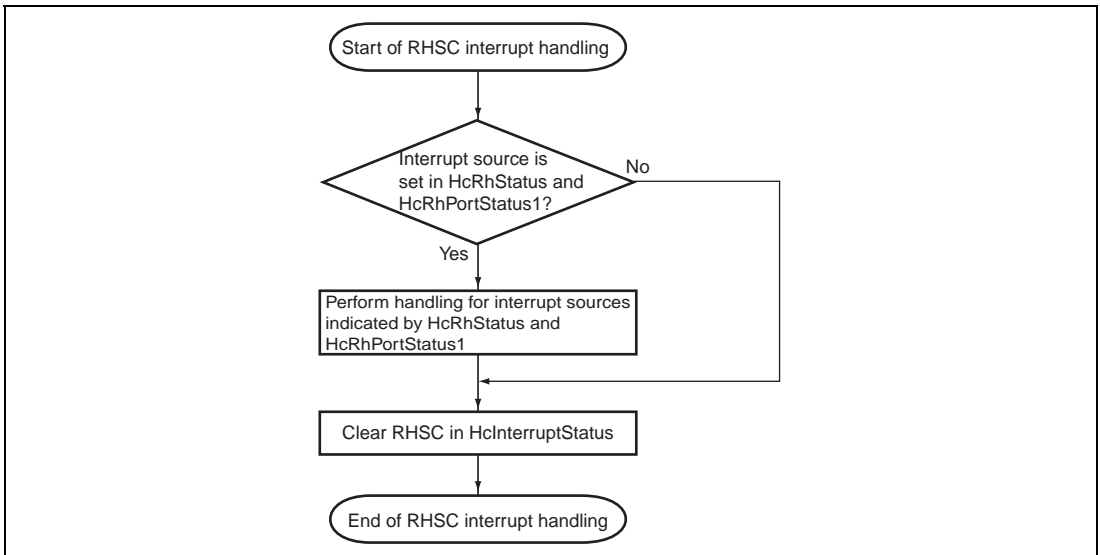 Start of RHSC interrupt handling
Interrupt source is
set in HcRhStatus and
HcRhPortStatus1?
No
Yes
Perform handling for interrupt sources
indicated by HcRhStatus and
HcRhPortStatus1
Clear RHSC in HcInterruptStatus
End of RHSC interrupt handling